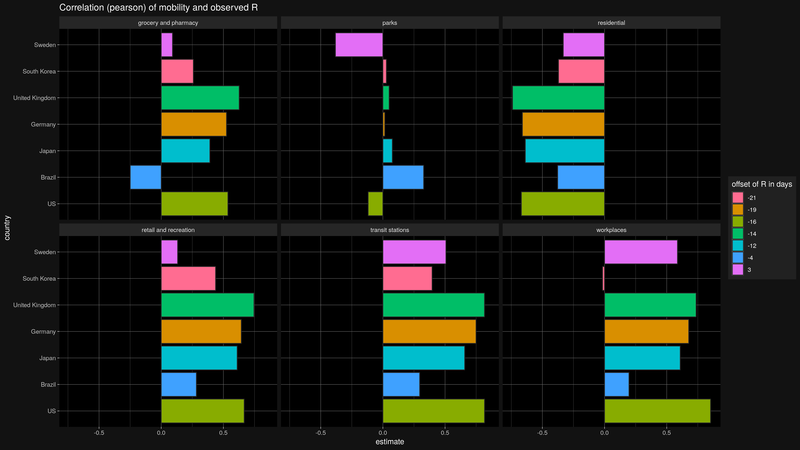 Correlation (pearson) of mobility and observed R
grocery and pharmacy
parks
residential
Sweden
South Korea
United Kingdom
Germany
Japan
Brazil
US
retail and recreation
transit stations
workplaces
Sweden
South Korea
United Kingdom
Germany
Japan
Brazil
US
-0.5 0.0 0.5
-0.5 0.0 0.5
-0.5 0.0 0.5
estimate
country
offset of R in days
-21
-19
-16
-14
-12
-4
3